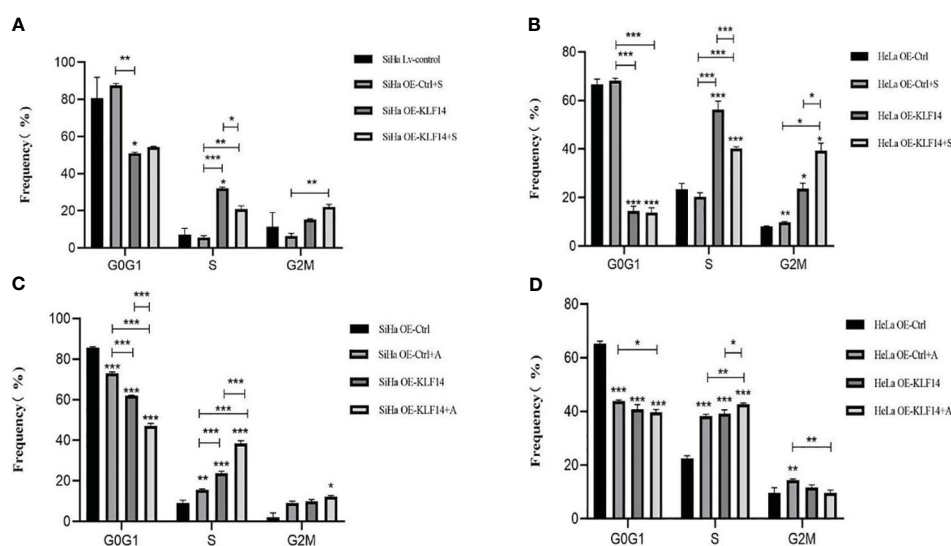 A
Frequency( %)
100
80
60
40
20
0
**
*
*
**
***
*
**
G0G1
S
G2M
SiHa Lv-control
SiHa OE-Ctrl+S
SiHa OE-KLF14
SiHa OE-KLF14+S
B
Frequency( %)
80
60
40
20
0
***
***
***
***
***
***
***
***
***
*
*
*
*
**
G0G1
S
G2M
HeLa OE-Ctrl
HeLa OE-Ctrl+S
HeLa OE-KLF14
HeLa OE-KLF14+S
C
Frequency( %)
100
80
60
40
20
0
***
***
***
***
***
***
***
***
***
***
***
**
*
G0G1
S
G2M
SiHa OE-Ctrl
SiHa OE-Ctrl+A
SiHa OE-KLF14
SiHa OE-KLF14+A
D
Frequency( %)
80
60
40
20
0
*
***
***
***
*
**
***
***
***
**
**
G0G1
S
G2M
HeLa OE-Ctrl
HeLa OE-Ctrl+A
HeLa OE-KLF14
HeLa OE-KLF14+A